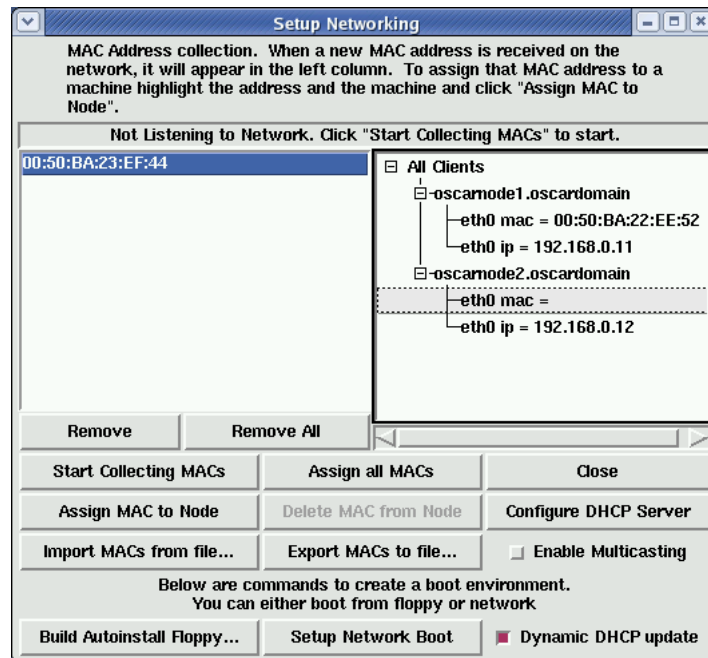 Setup Networking
MAC Address collection. When a new MAC address is received on the
network, it will appear in the left column. To assign that MAC address to a
machine highlight the address and the machine and click "Assign MAC to
Node".
Not Listening to Network. Click "Start Collecting MACs" to start.
00:50:BA:23:EF:44
All Clients
oscarnode1.oscardomain
eth0 mac = 00:50:BA:22:EE:52
eth0 ip = 192.168.0.11
oscarnode2.oscardomain
eth0 mac =
eth0 ip = 192.168.0.12
Remove
Remove All
Start Collecting MACs
Assign all MACs
Close
Assign MAC to Node
Delete MAC from Node
Configure DHCP Server
Import MACs from file...
Export MACs to file...
Enable Multicasting
Below are commands to create a boot environment.
You can either boot from floppy or network
Build Autoinstall Floppy...
Setup Network Boot
Dynamic DHCP update